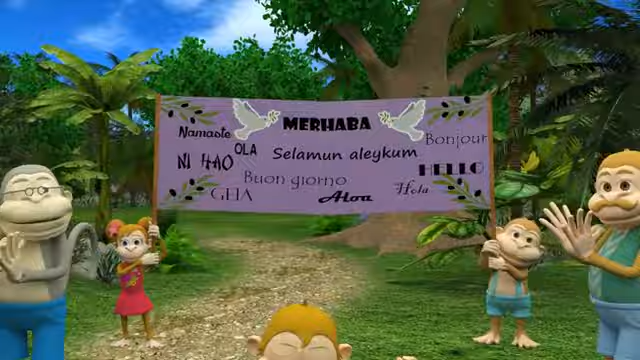 MERHABA
Namaste
OLA
Bonjour
NI HAO
Selamun aleykum
HELLO
Buon giorno
Hola
GEIA
Aloa